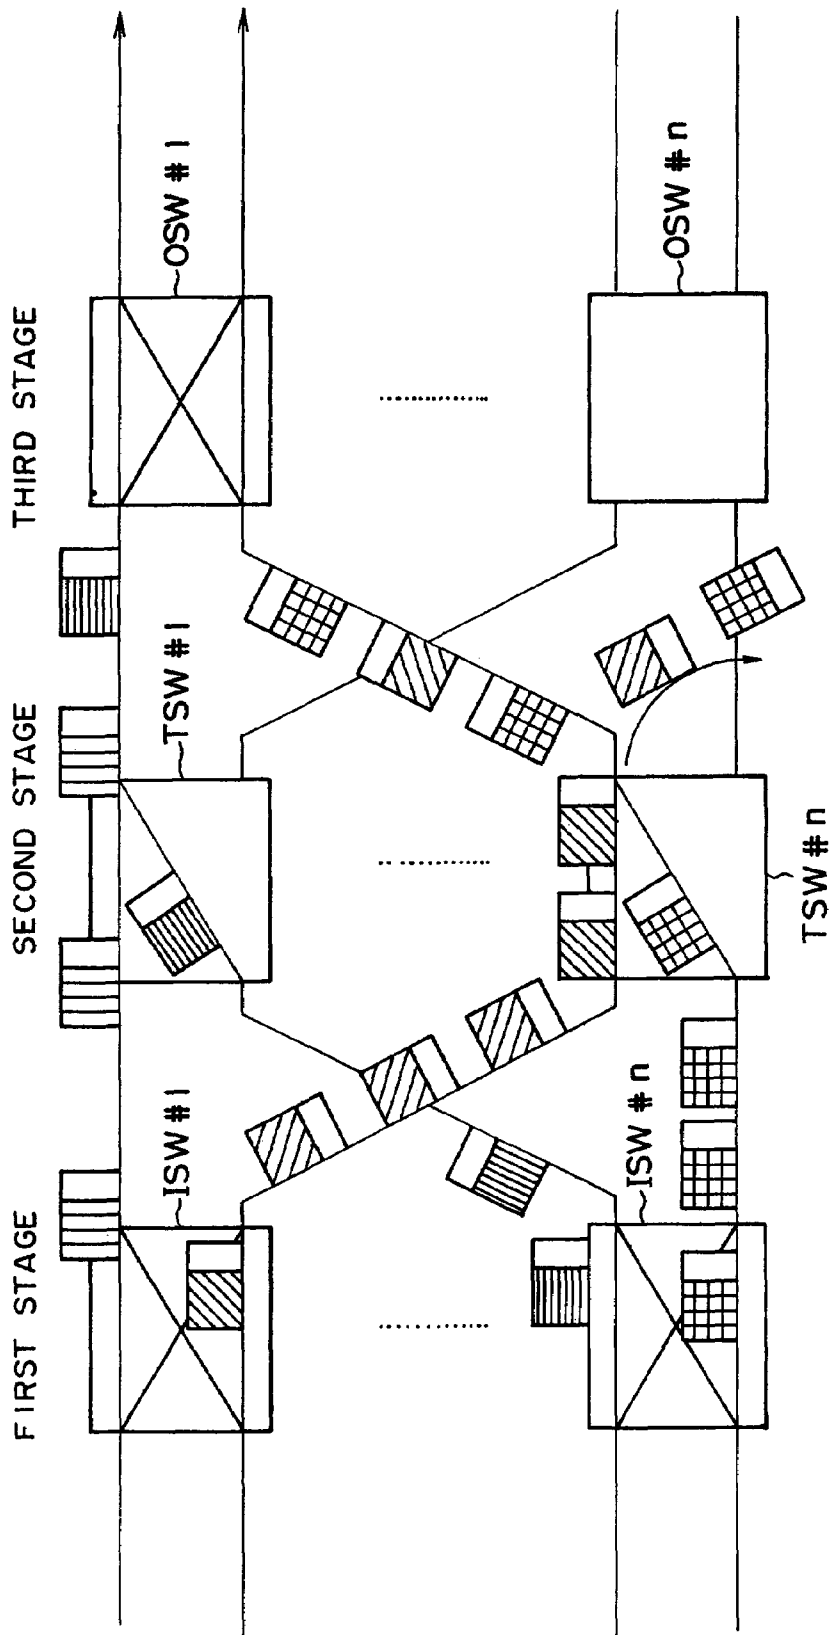 FIRST STAGE
SECOND STAGE
THIRD STAGE
ISW #1
TSW #1
OSW #1
ISW #n
TSW #n
OSW #n